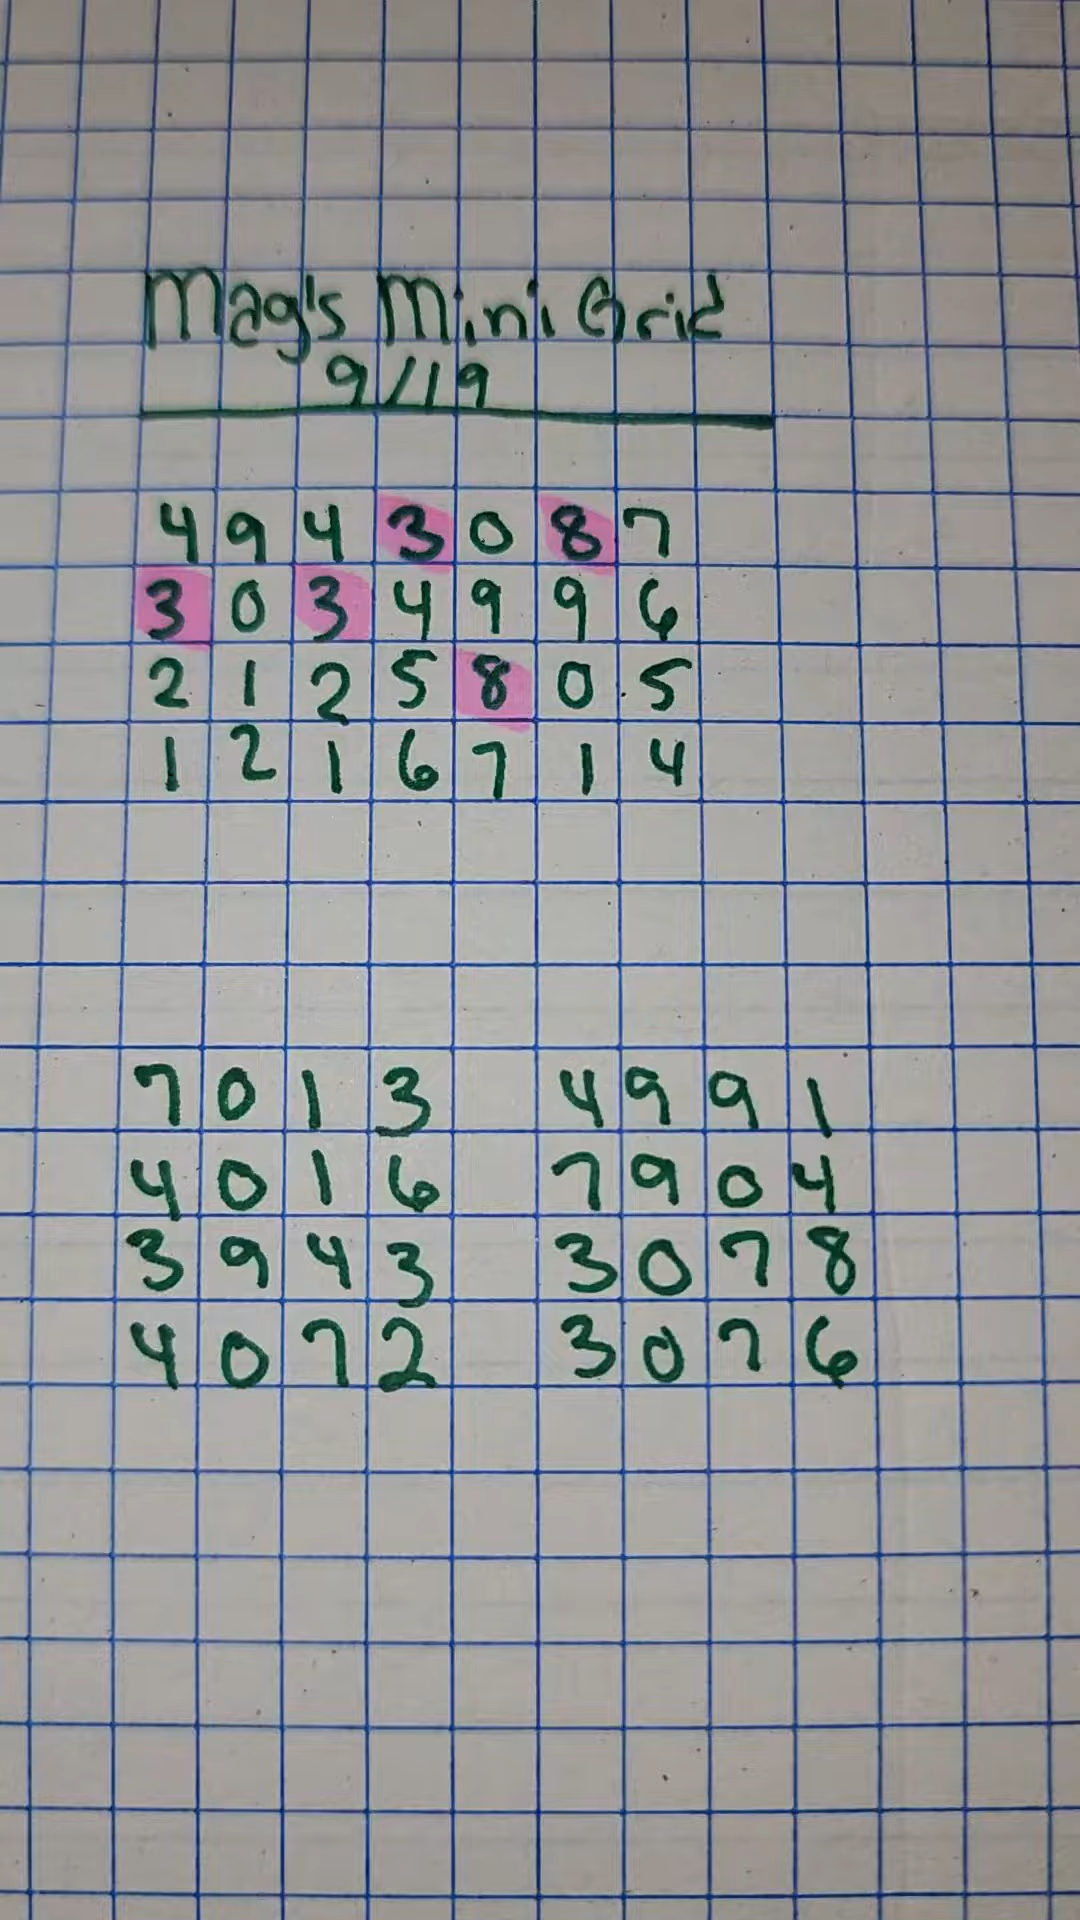 Mag's Mini Grid
9/19
4 9 4 3 0 8 7
3 0 3 4 9 9 6
2 1 2 5 8 0 5
1 2 1 6 7 1 4
7 0 1 3 4 9 9 1
4 0 1 6 7 9 0 4
3 9 4 3 3 0 7 8
4 0 7 2 3 0 7 6